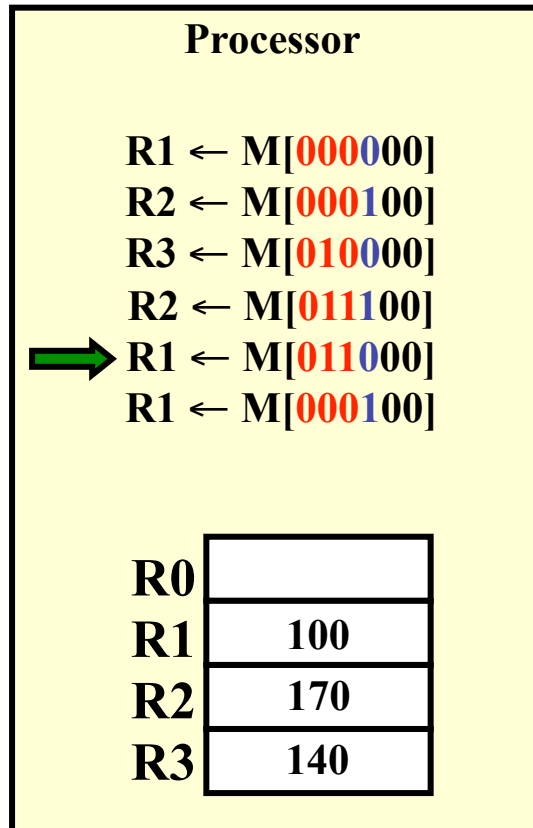 Processor
R1 ← M[000000]
R2 ← M[000100]
R3 ← M[010000]
R2 ← M[011100]
R1 ← M[011000]
R1 ← M[000100]
R0
R1 100
R2 170
R3 140